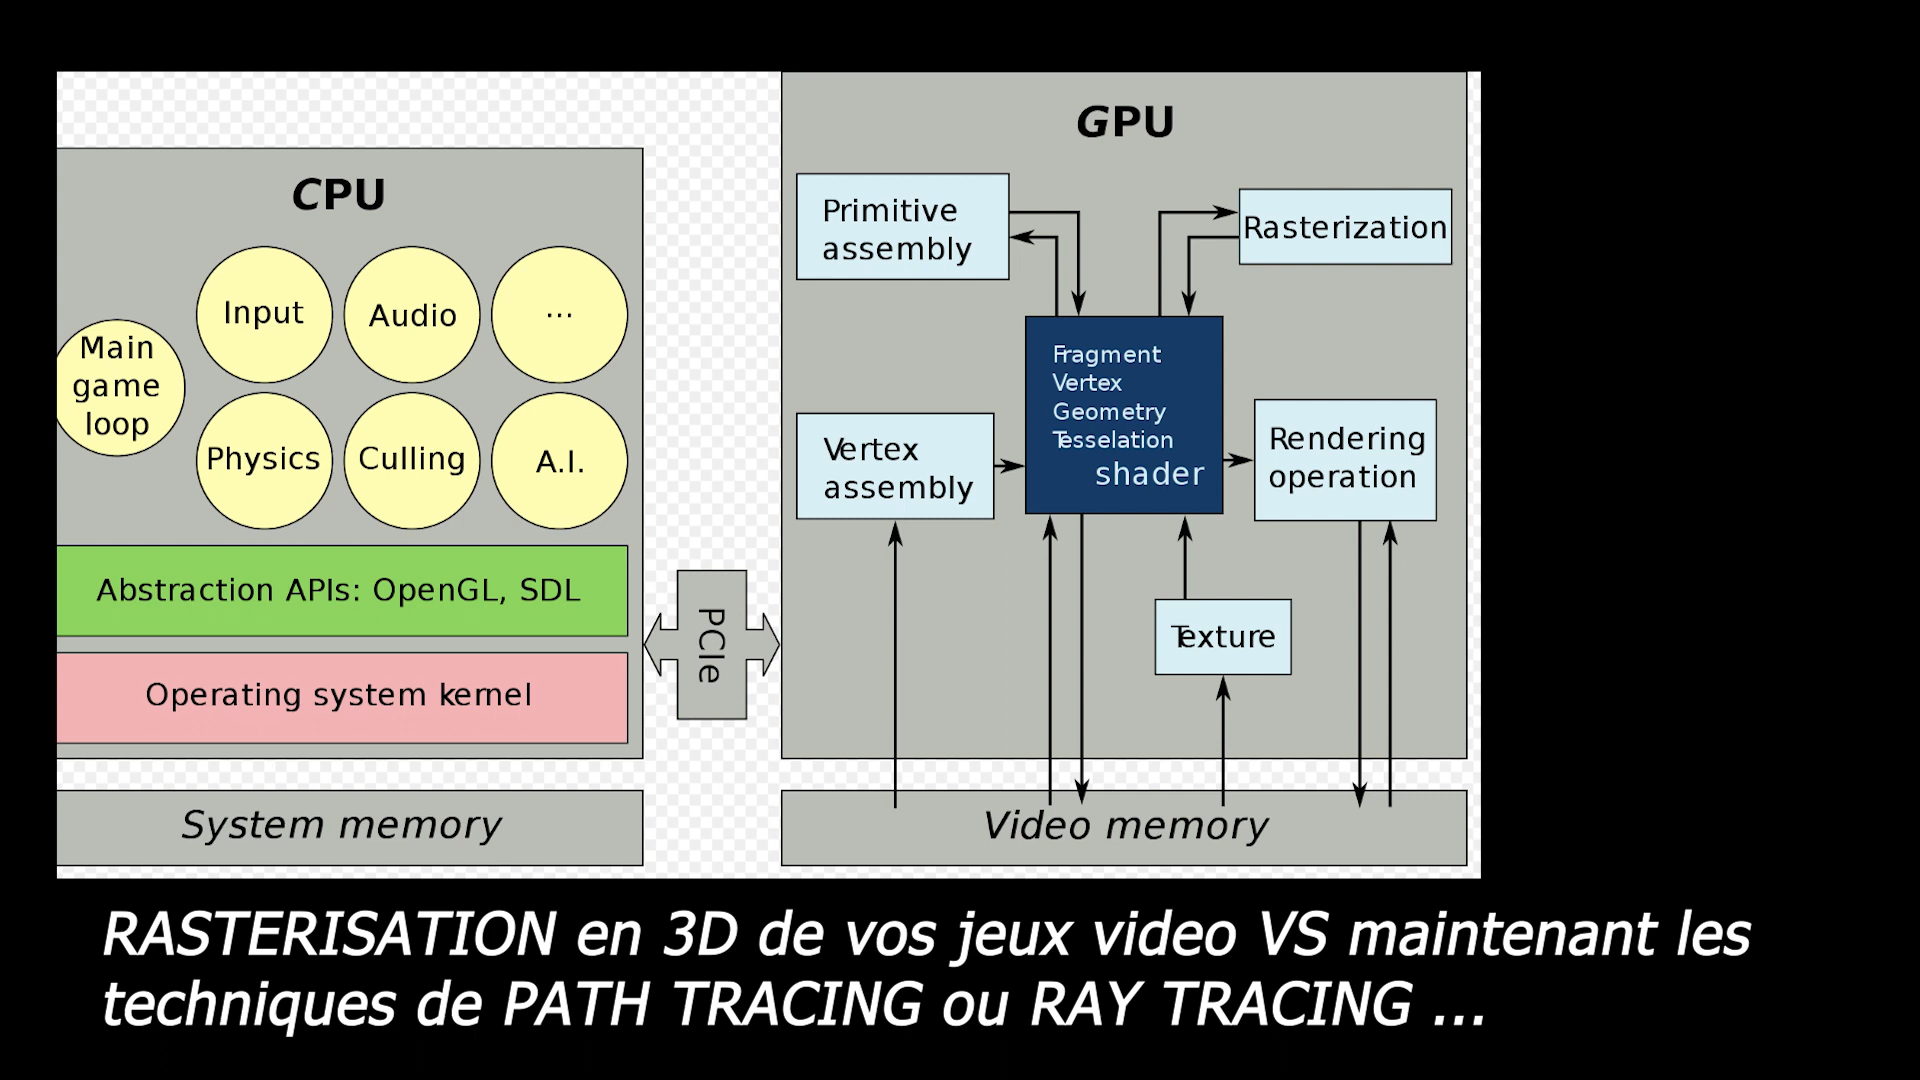 CPU
Input
Audio
...
Main
game
loop
Physics
Culling
A.I.
Abstraction APIs: OpenGL, SDL
Operating system kernel
System memory
PCIe
GPU
Primitive
assembly
Rasterization
Fragment
Vertex
Geometry
Tesselation
shader
Vertex
assembly
Rendering
operation
Texture
Video memory
RASTERISATION en 3D de vos jeux video VS maintenant les
techniques de PATH TRACING ou RAY TRACING ...